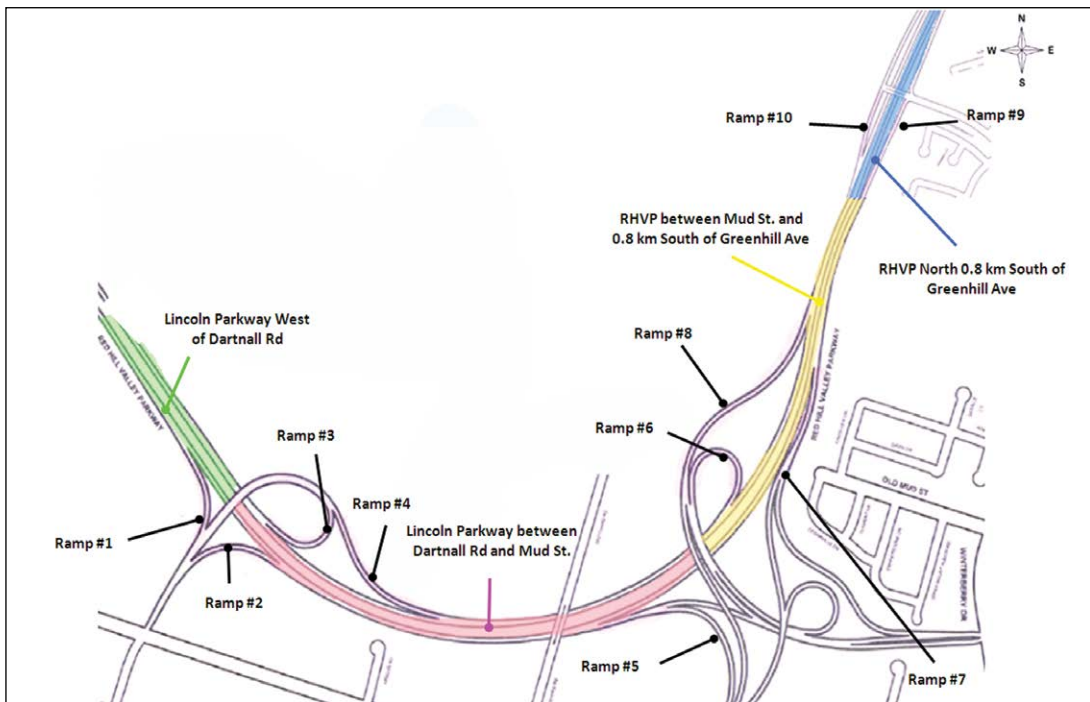 N
W E
S
Ramp #10
Ramp #9
RHVP between Mud St. and
0.8 km South of Greenhill Ave
RHVP North 0.8 km South of
Greenhill Ave
Lincoln Parkway West
of Dartnall Rd
RED HILL VALLEY PARKWAY
Ramp #8
RED HILL VALLEY PARKWAY
Ramp #3
Ramp #6
Ramp #4
OLD MUD ST
Lincoln Parkway between
Dartnall Rd and Mud St.
Ramp #1
WINTERBERRY DR
Ramp #2
Ramp #5
Ramp #7